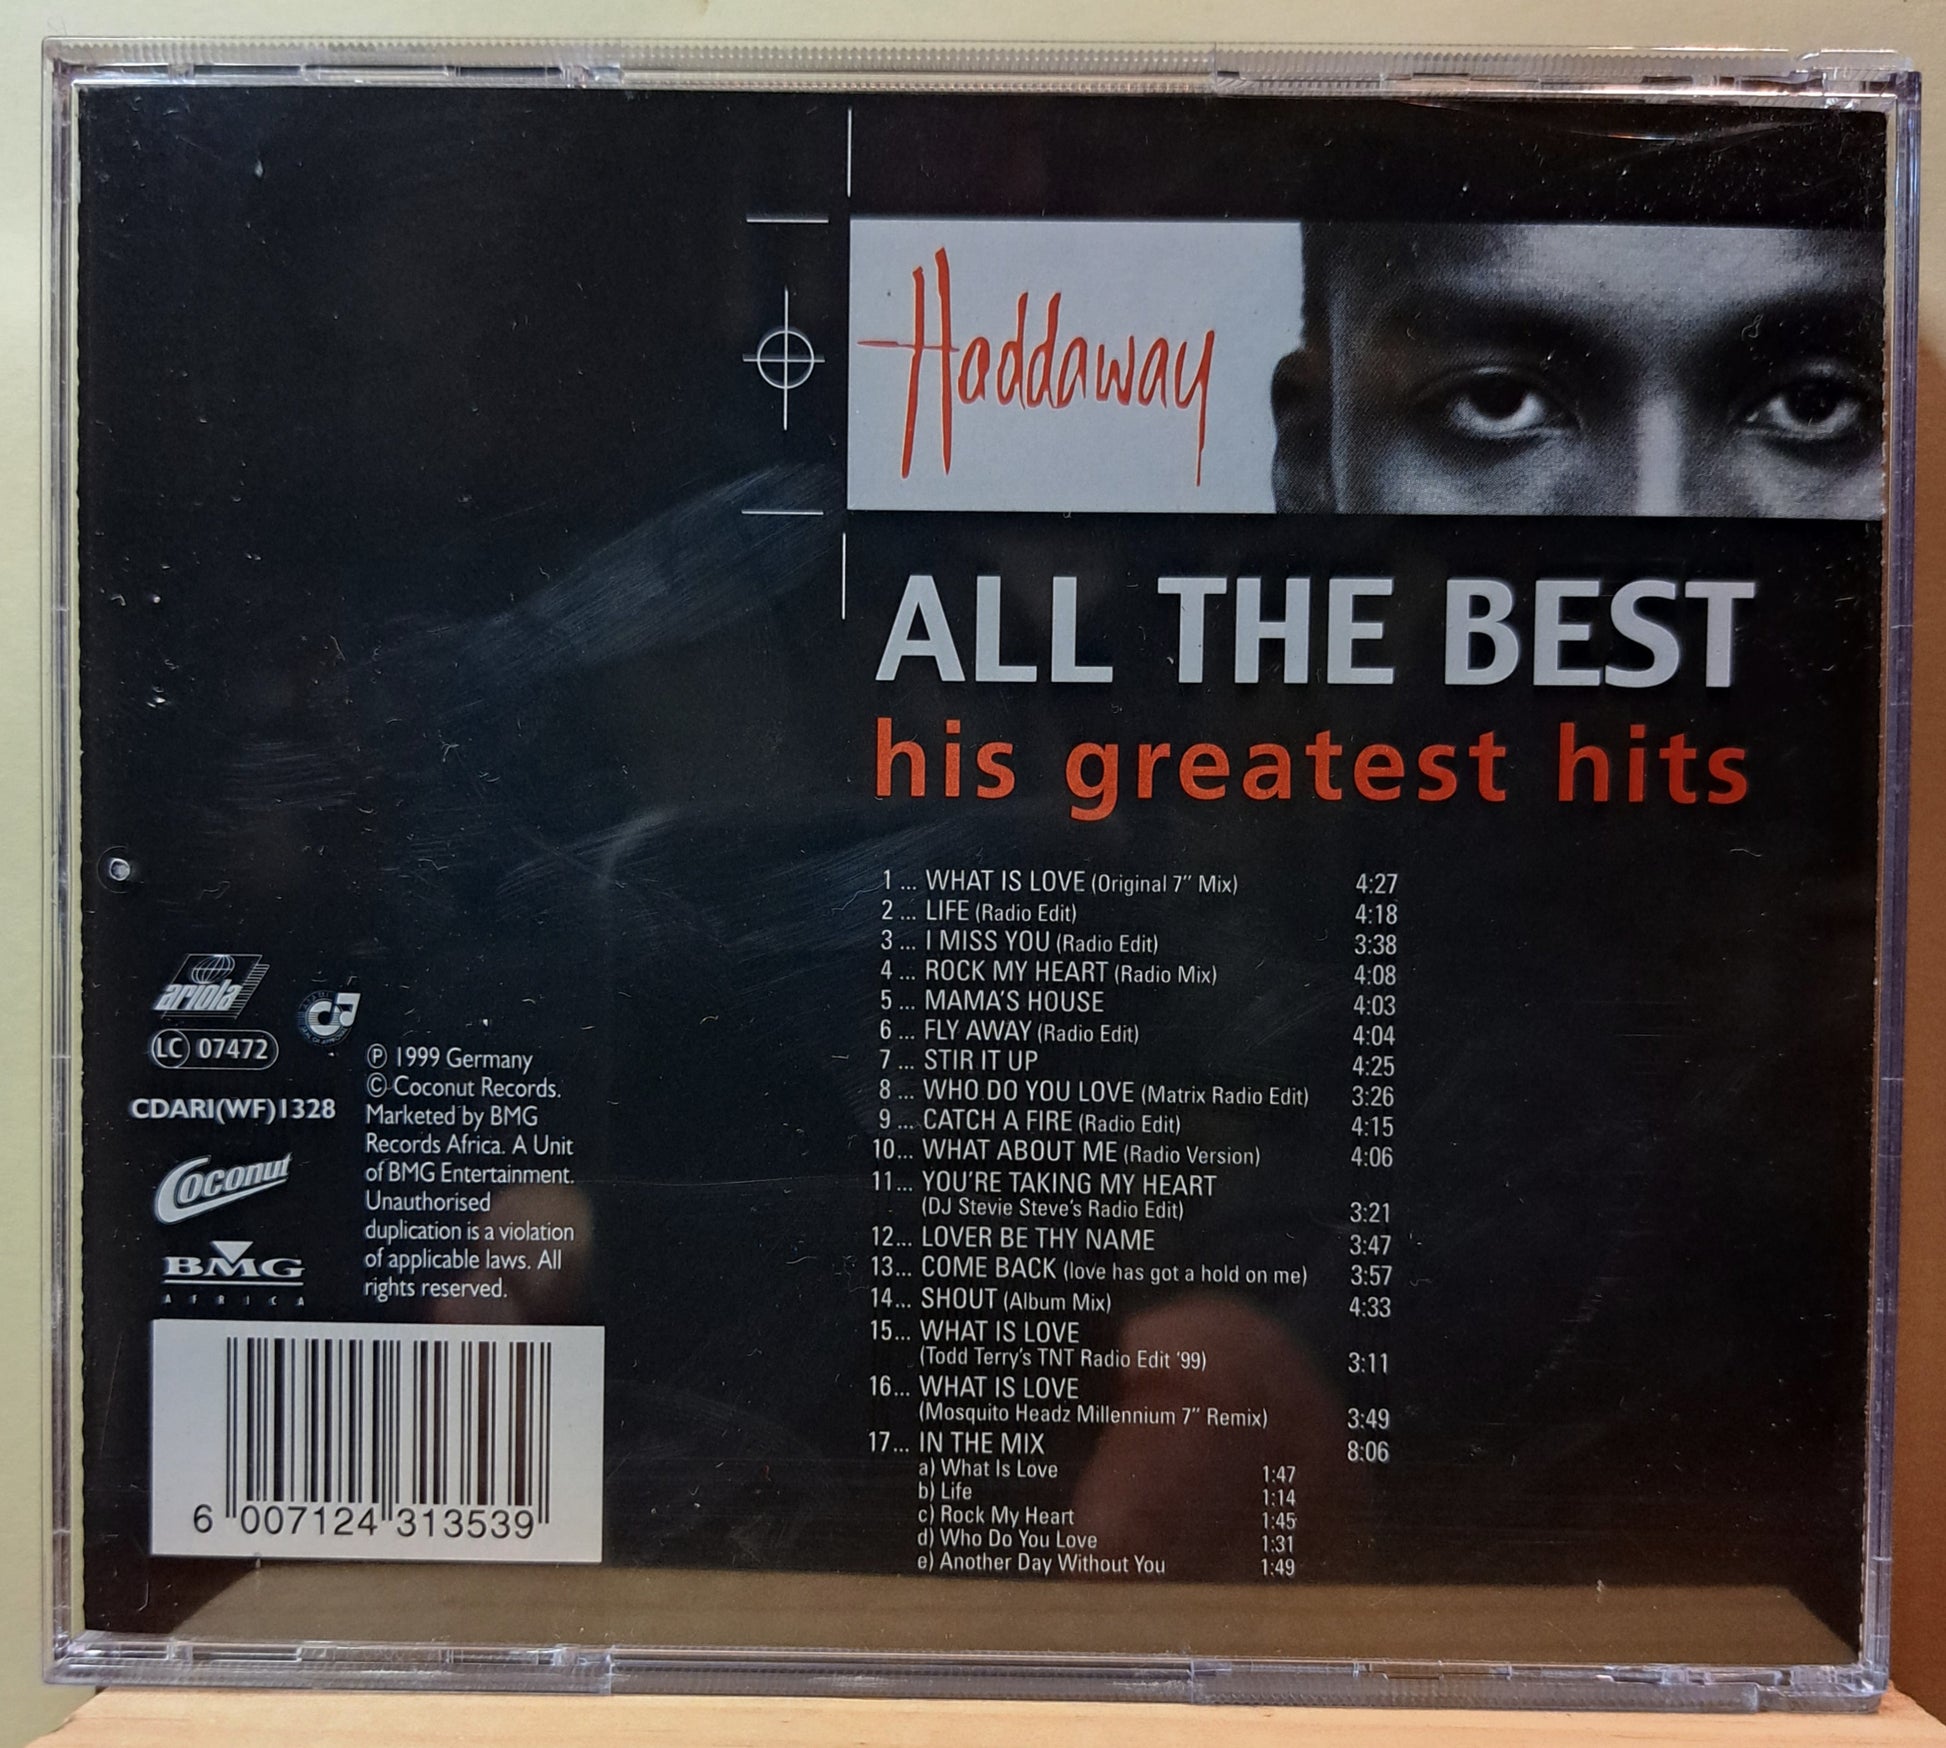 Haddaway
ALL THE BEST
his greatest hits
1 ... WHAT IS LOVE (Original 7" Mix) 4:27
2 ... LIFE (Radio Edit) 4:18
3 ... I MISS YOU (Radio Edit) 3:38
4 ... ROCK MY HEART (Radio Mix) 4:08
5 ... MAMA'S HOUSE 4:03
6 ... FLY AWAY (Radio Edit) 4:04
7 ... STIR IT UP 4:25
8 ... WHO DO YOU LOVE (Matrix Radio Edit) 3:26
9 ... CATCH A FIRE (Radio Edit) 4:15
10... WHAT ABOUT ME (Radio Version) 4:06
11... YOU'RE TAKING MY HEART
(DJ Stevie Steve's Radio Edit) 3:21
12... LOVER BE THY NAME 3:47
13... COME BACK (love has got a hold on me) 3:57
14... SHOUT (Album Mix) 4:33
15... WHAT IS LOVE
(Todd Terry's TNT Radio Edit '99) 3:11
16... WHAT IS LOVE
(Mosquito Headz Millennium 7" Remix) 3:49
17... IN THE MIX 8:06
a) What Is Love 1:47
b) Life 1:14
c) Rock My Heart 1:45
d) Who Do You Love 1:31
e) Another Day Without You 1:49
ariola
LC 07472
CDARI(WF)1328
Coconut
BMG
AFRICA
℗ 1999 Germany
© Coconut Records.
Marketed by BMG
Records Africa. A Unit
of BMG Entertainment.
Unauthorised
duplication is a violation
of applicable laws. All
rights reserved.
6 007124 313539